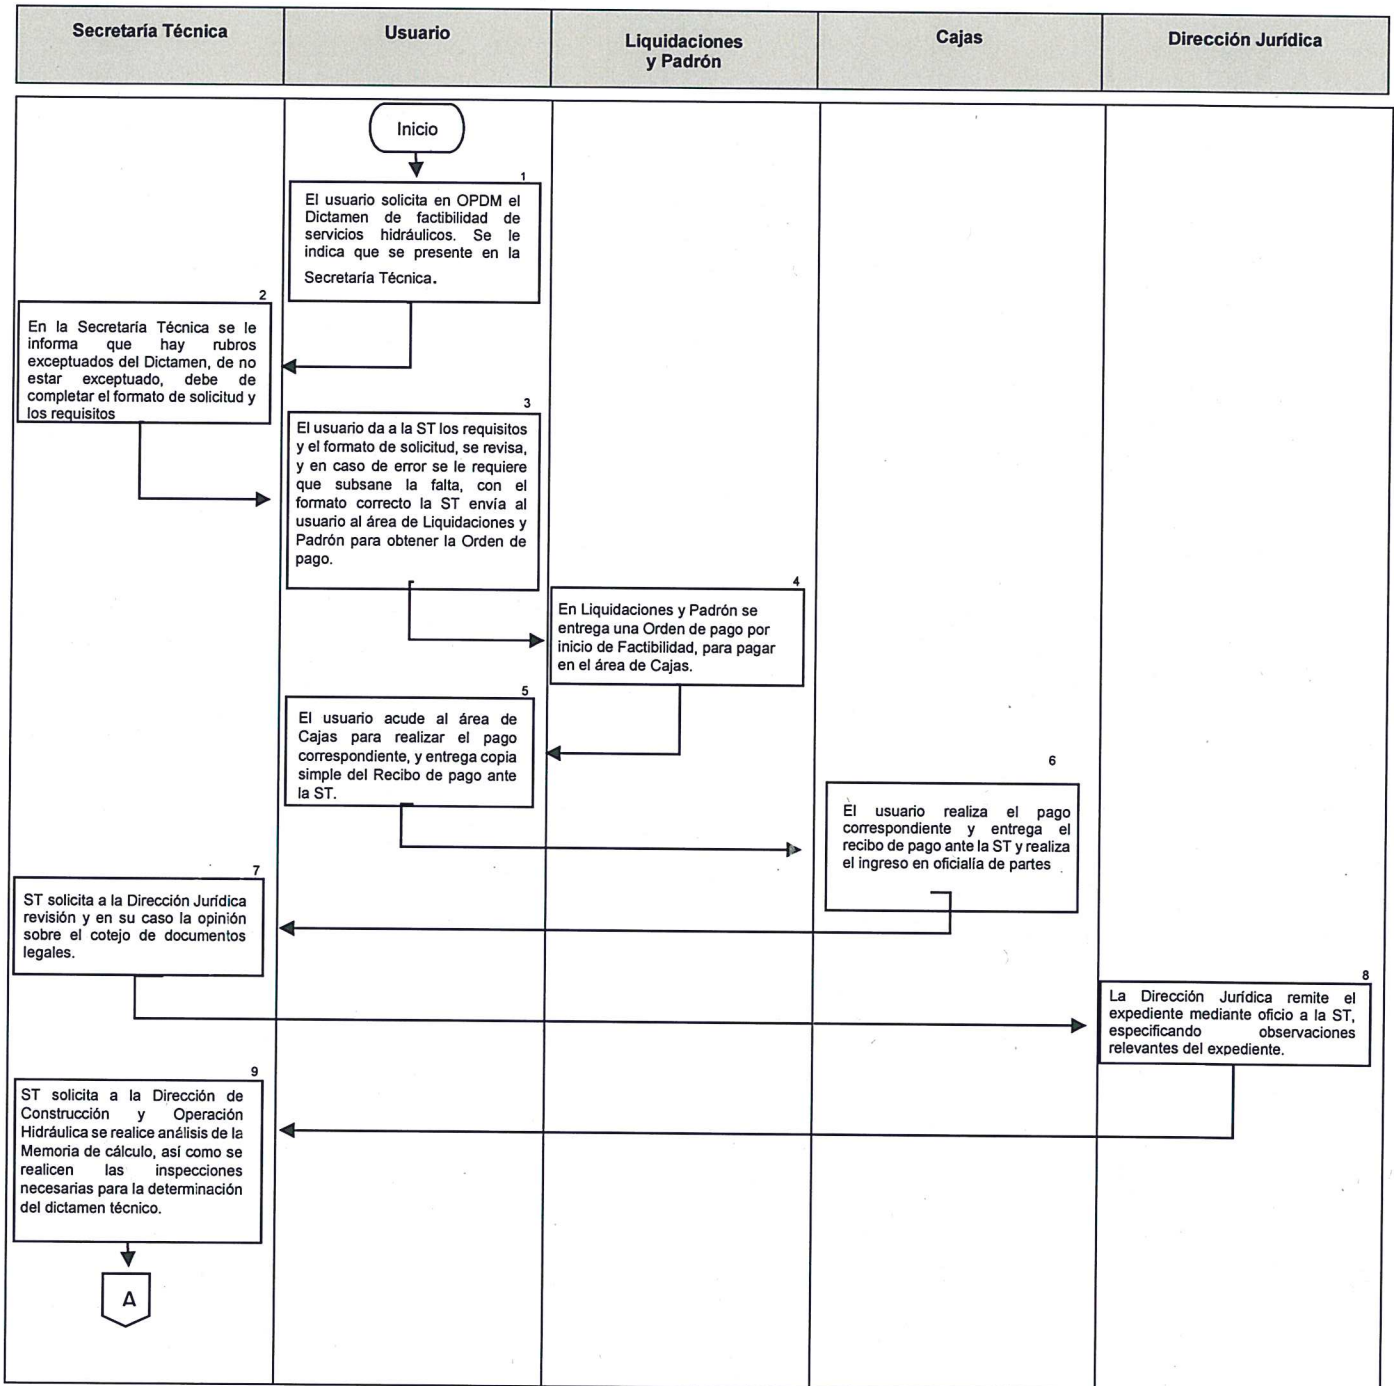 Secretaría Técnica
Usuario
Liquidaciones
y Padrón
Cajas
Dirección Jurídica
Inicio
1
El usuario solicita en OPDM el
Dictamen de factibilidad de
servicios hidráulicos. Se le
indica que se presente en la
Secretaría Técnica.
2
En la Secretaría Técnica se le
informa que hay rubros
exceptuados del Dictamen, de no
estar exceptuado, debe de
completar el formato de solicitud y
los requisitos
3
El usuario da a la ST los requisitos
y el formato de solicitud, se revisa,
y en caso de error se le requiere
que subsane la falta, con el
formato correcto la ST envía al
usuario al área de Liquidaciones y
Padrón para obtener la Orden de
pago.
4
En Liquidaciones y Padrón se
entrega una Orden de pago por
inicio de Factibilidad, para pagar
en el área de Cajas.
5
El usuario acude al área de
Cajas para realizar el pago
correspondiente, y entrega copia
simple del Recibo de pago ante
la ST.
6
El usuario realiza el pago
correspondiente y entrega el
recibo de pago ante la ST y realiza
el ingreso en oficialía de partes
7
ST solicita a la Dirección Jurídica
revisión y en su caso la opinión
sobre el cotejo de documentos
legales.
8
La Dirección Jurídica remite el
expediente mediante oficio a la ST,
especificando observaciones
relevantes del expediente.
9
ST solicita a la Dirección de
Construcción y Operación
Hidráulica se realice análisis de la
Memoria de cálculo, así como se
realicen las inspecciones
necesarias para la determinación
del dictamen técnico.
A